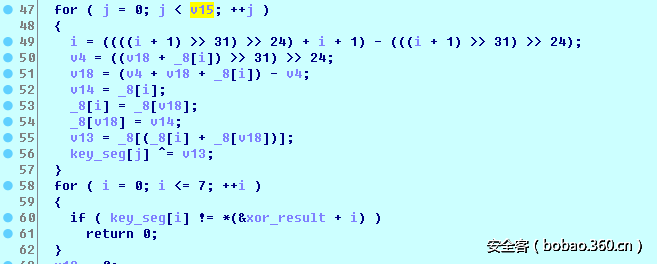 47 for ( j = 0; j < v15; ++j )
48 {
49 i = ((((i + 1) >> 31) >> 24) + i + 1) - (((i + 1) >> 31) >> 24);
50 v4 = ((v18 + _8[i]) >> 31) >> 24;
51 v18 = (v4 + v18 + _8[i]) - v4;
52 v14 = _8[i];
53 _8[i] = _8[v18];
54 _8[v18] = v14;
55 v13 = _8[(_8[i] + _8[v18])];
56 key_seg[j] ^= v13;
57 }
58 for ( i = 0; i <= 7; ++i )
59 {
60 if ( key_seg[i] != *(&xor_result + i) )
61 return 0;
62 }
安全客 ( bobao.360.cn )